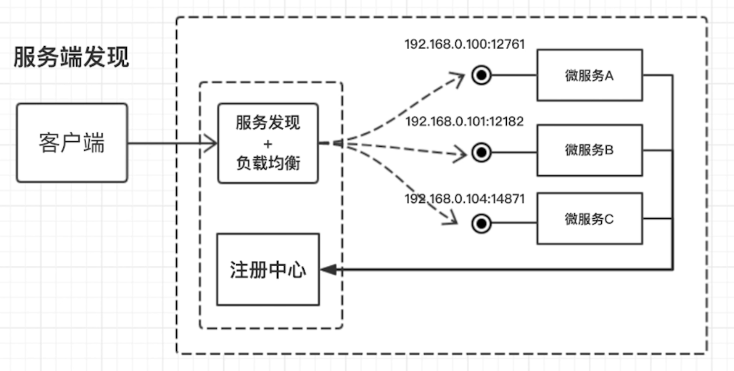 服务端发现
客户端
服务发现
+
负载均衡
注册中心
192.168.0.100:12761
微服务A
192.168.0.101:12182
微服务B
192.168.0.104:14871
微服务C